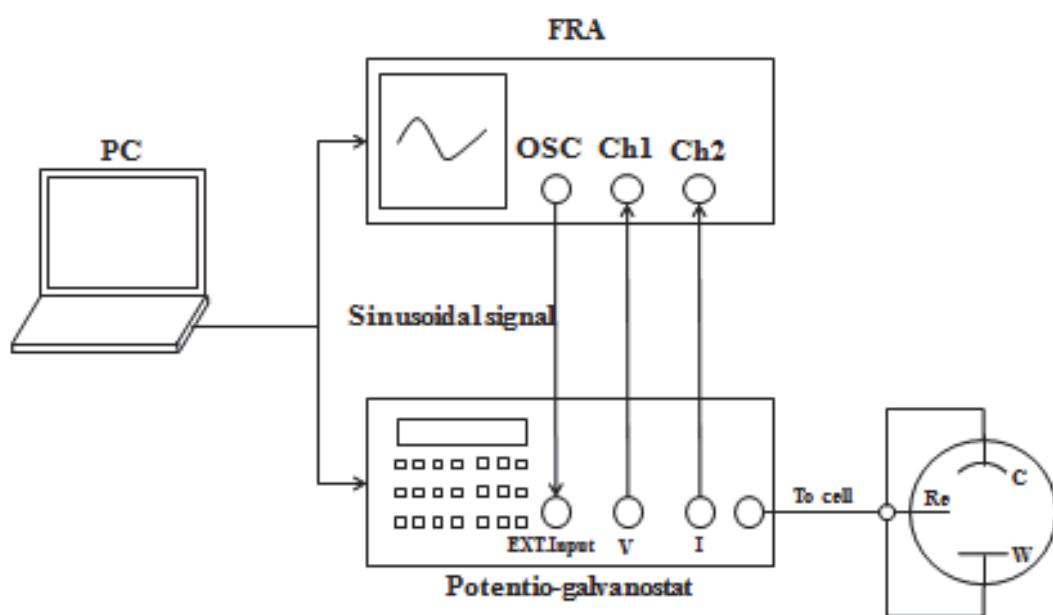 FRA
PC
OSC Ch1 Ch2
Sinusoidal signal
To cell
Re
C
W
EXT.Input V I
Potentio-galvanostat